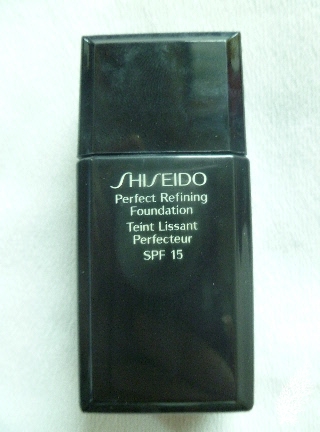 SHISEIDO
Perfect Refining
Foundation
Teint Lissant
Perfecteur
SPF 15